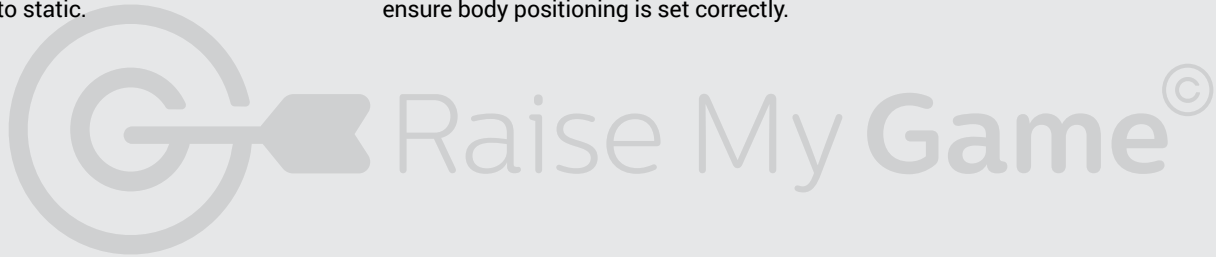 to static.
ensure body positioning is set correctly.
Raise My Game©